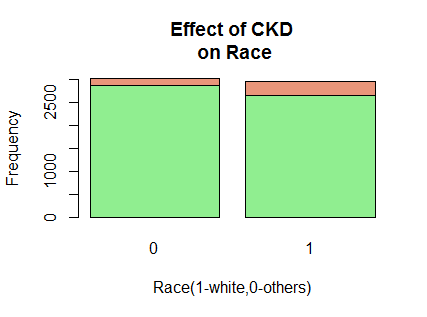 Effect of CKD
on Race
Frequency
2500
1000
0
0
1
Race(1-white,0-others)